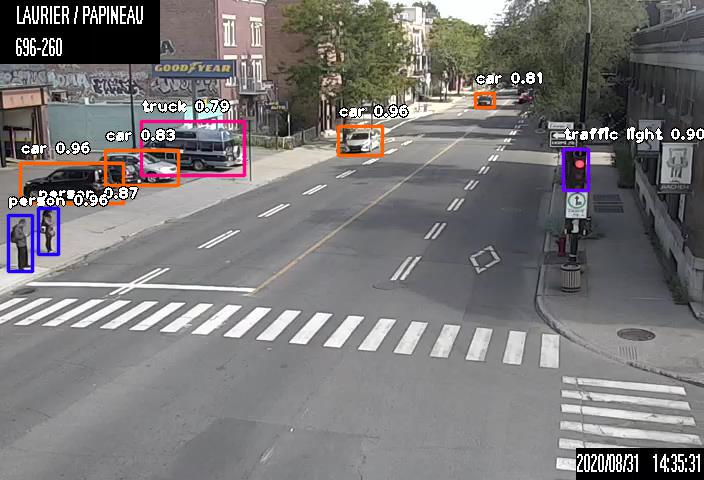 LAURIER / PAPINEAU
696-260
GOODYEAR
car 0.81
truck 0.79
car 0.96
car 0.83
traffic light 0.90
car 0.96
person 0.87
person 0.96
2020/08/31 14:35:31